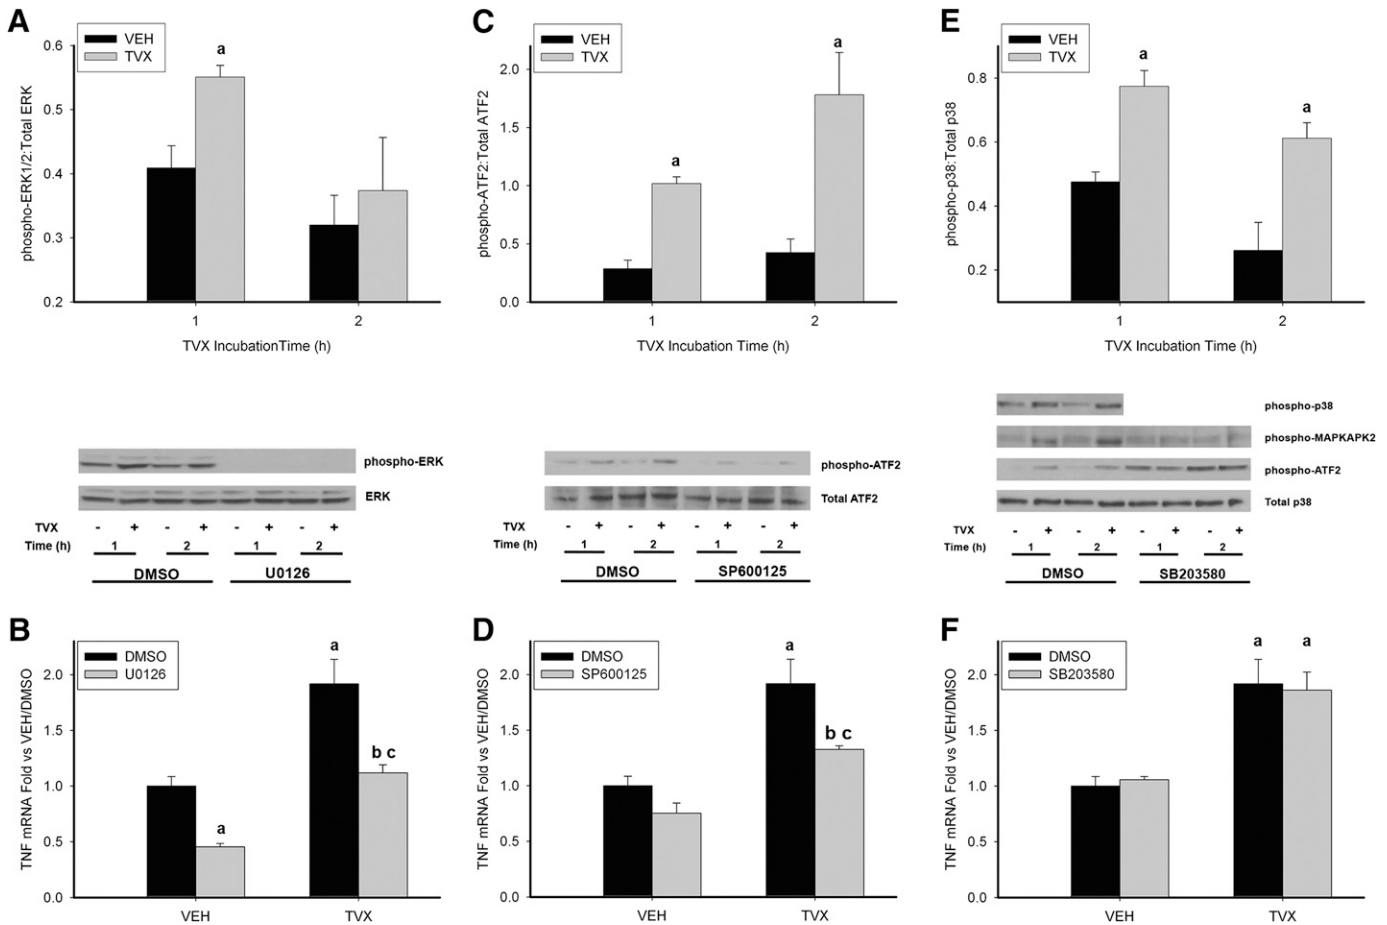 A
VEH
TVX
a
0.6
0.5
0.4
0.3
0.2
phospho-ERK1/2:Total ERK
1
2
TVX IncubationTime (h)
phospho-ERK
ERK
TVX - + - + - + - +
Time (h) 1 2 1 2
DMSO U0126
C
VEH
TVX
a
a
2.0
1.5
1.0
0.5
0.0
phospho-ATF2:Total ATF2
1
2
TVX Incubation Time (h)
phospho-ATF2
Total ATF2
TVX - + - + - + - +
Time (h) 1 2 1 2
DMSO SP600125
E
VEH
TVX
a
a
0.8
0.6
0.4
0.2
phospho-p38:Total p38
1
2
TVX Incubation Time (h)
phospho-p38
phospho-MAPKAPK2
phospho-ATF2
Total p38
TVX - + - + - + - +
Time (h) 1 2 1 2
DMSO SB203580
B
DMSO
U0126
a
b c
a
2.0
1.5
1.0
0.5
0.0
TNF mRNA Fold vs VEH/DMSO
VEH
TVX
D
DMSO
SP600125
a
b c
2.0
1.5
1.0
0.5
0.0
TNF mRNA Fold vs VEH/DMSO
VEH
TVX
F
DMSO
SB203580
a a
2.0
1.5
1.0
0.5
0.0
TNF mRNA Fold vs VEH/DMSO
VEH
TVX